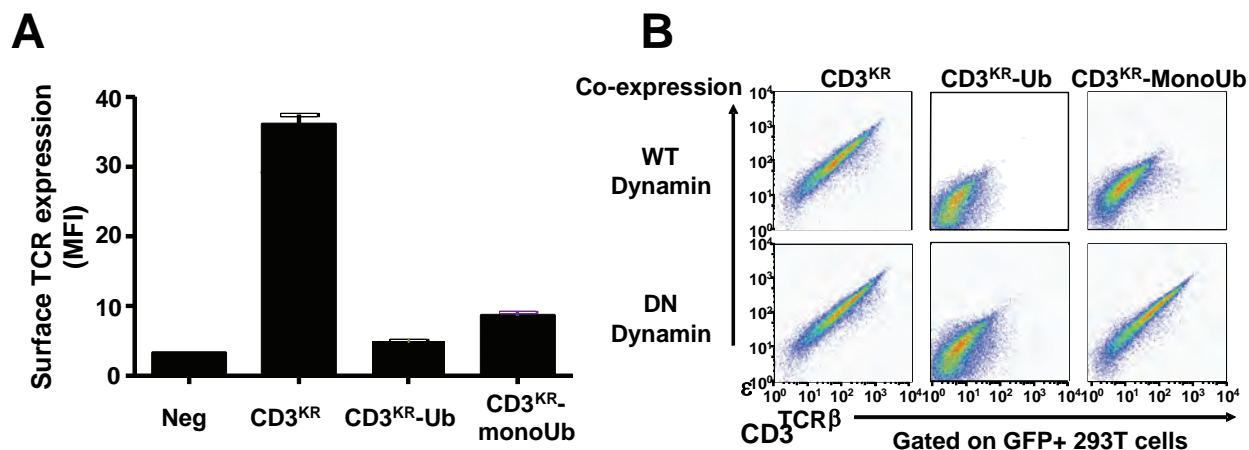 A
Surface TCR expression
(MFI)
40
30
20
10
0
Neg
CD3KR
CD3KR-Ub
CD3KR-
monoUb
B
Co-expression
CD3KR
CD3KR-Ub
CD3KR-MonoUb
WT
Dynamin
DN
Dynamin
10⁴
10³
10²
10¹
10⁰
10⁴
10³
10²
10¹
10⁰
10⁰ 10¹ 10² 10³ 10⁴ 10⁰ 10¹ 10² 10³ 10⁴ 10⁰ 10¹ 10² 10³ 10⁴
ε
CD3
TCRβ
Gated on GFP+ 293T cells